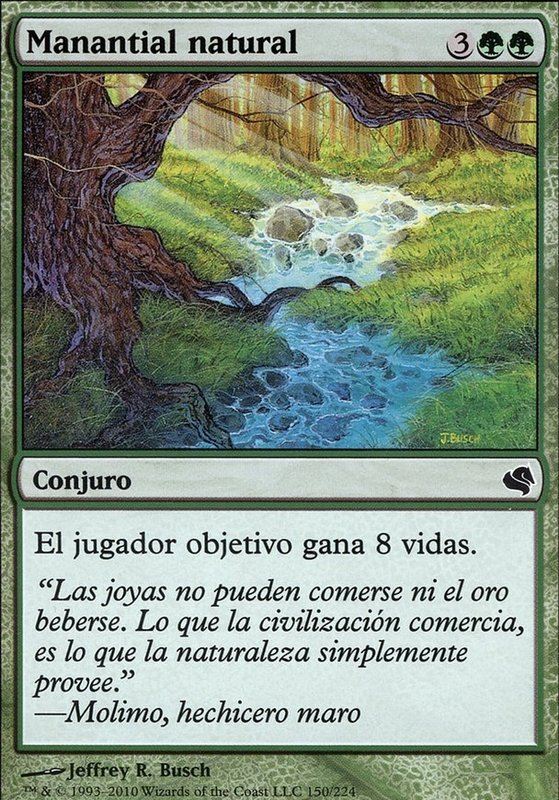 Manantial natural 3
J. BUSCH
Conjuro
El jugador objetivo gana 8 vidas.
“Las joyas no pueden comerse ni el oro
beberse. Lo que la civilización comercia,
es lo que la naturaleza simplemente
provee.”
—Molimo, hechicero maro
Jeffrey R. Busch
™ & © 1993–2010 Wizards of the Coast LLC 150/224